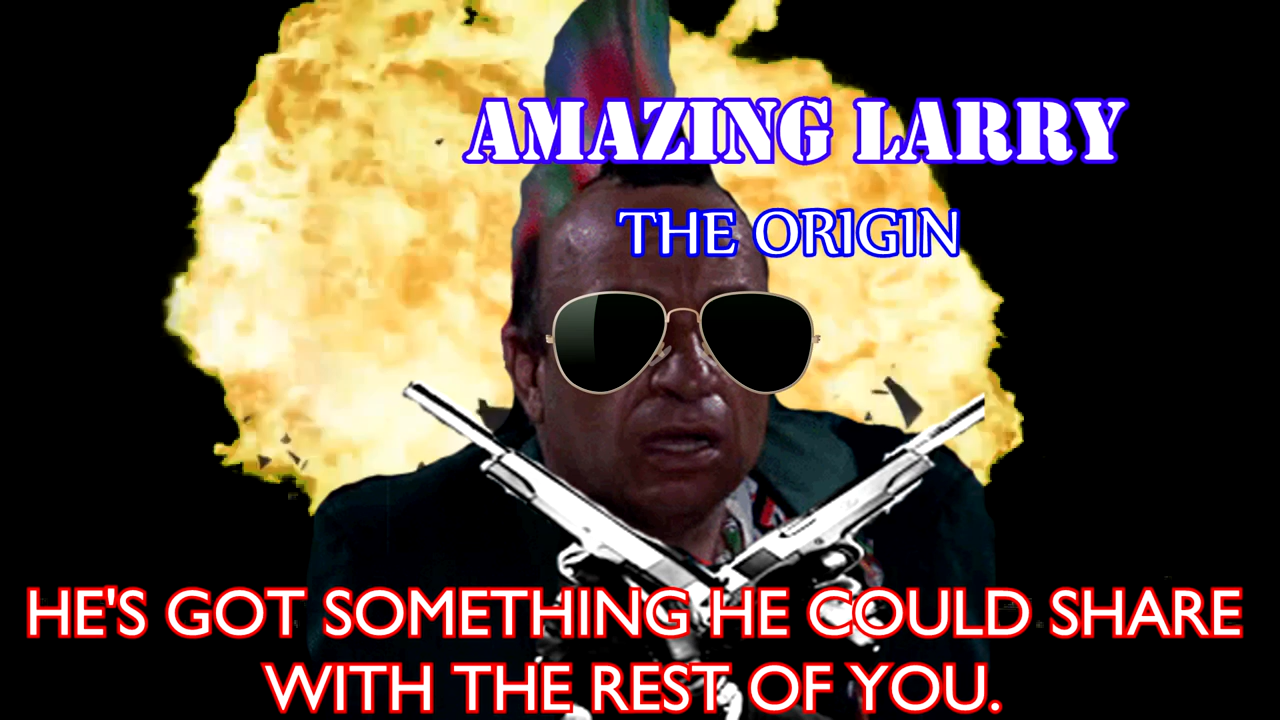 AMAZING LARRY
THE ORIGIN
HE'S GOT SOMETHING HE COULD SHARE
WITH THE REST OF YOU.